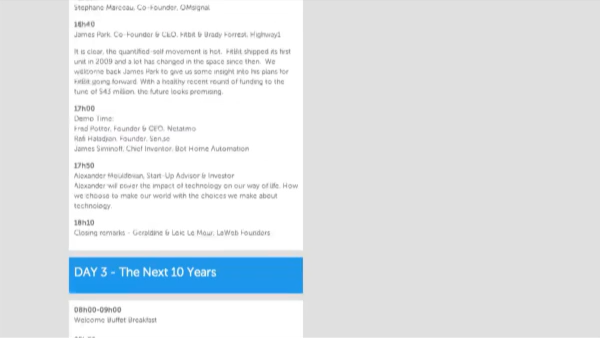 Stephane Marceau, Co-Founder, OMsignal
16h40
James Park, Co-Founder & CEO, Fitbit & Brady Forrest, Highway1
It is clear, the quantified-self movement is hot. Fitbit shipped its first
unit in 2009 and a lot has changed in the space since then. We
welcome back James Park to give us some insight into his plans for
Fitbit going forward. With a healthy recent round of funding to the
tune of $43 million, the future looks promising.
17h00
Demo Time:
Fred Potter, Founder & CEO, Netatmo
Rafi Haladjian, Founder, Sen.se
James Siminoff, Chief Inventor, Bot Home Automation
17h50
Alexander Start-Up Advisor & Investor
Alexander will cover the impact of technology on our way of life. How
we choose to make our world with the choices we make about
technology.
18h10
Closing remarks - Geraldine & Loic Le Meur, LeWeb Founders
DAY 3 - The Next 10 Years
08h00-09h00
Welcome Buffet Breakfast